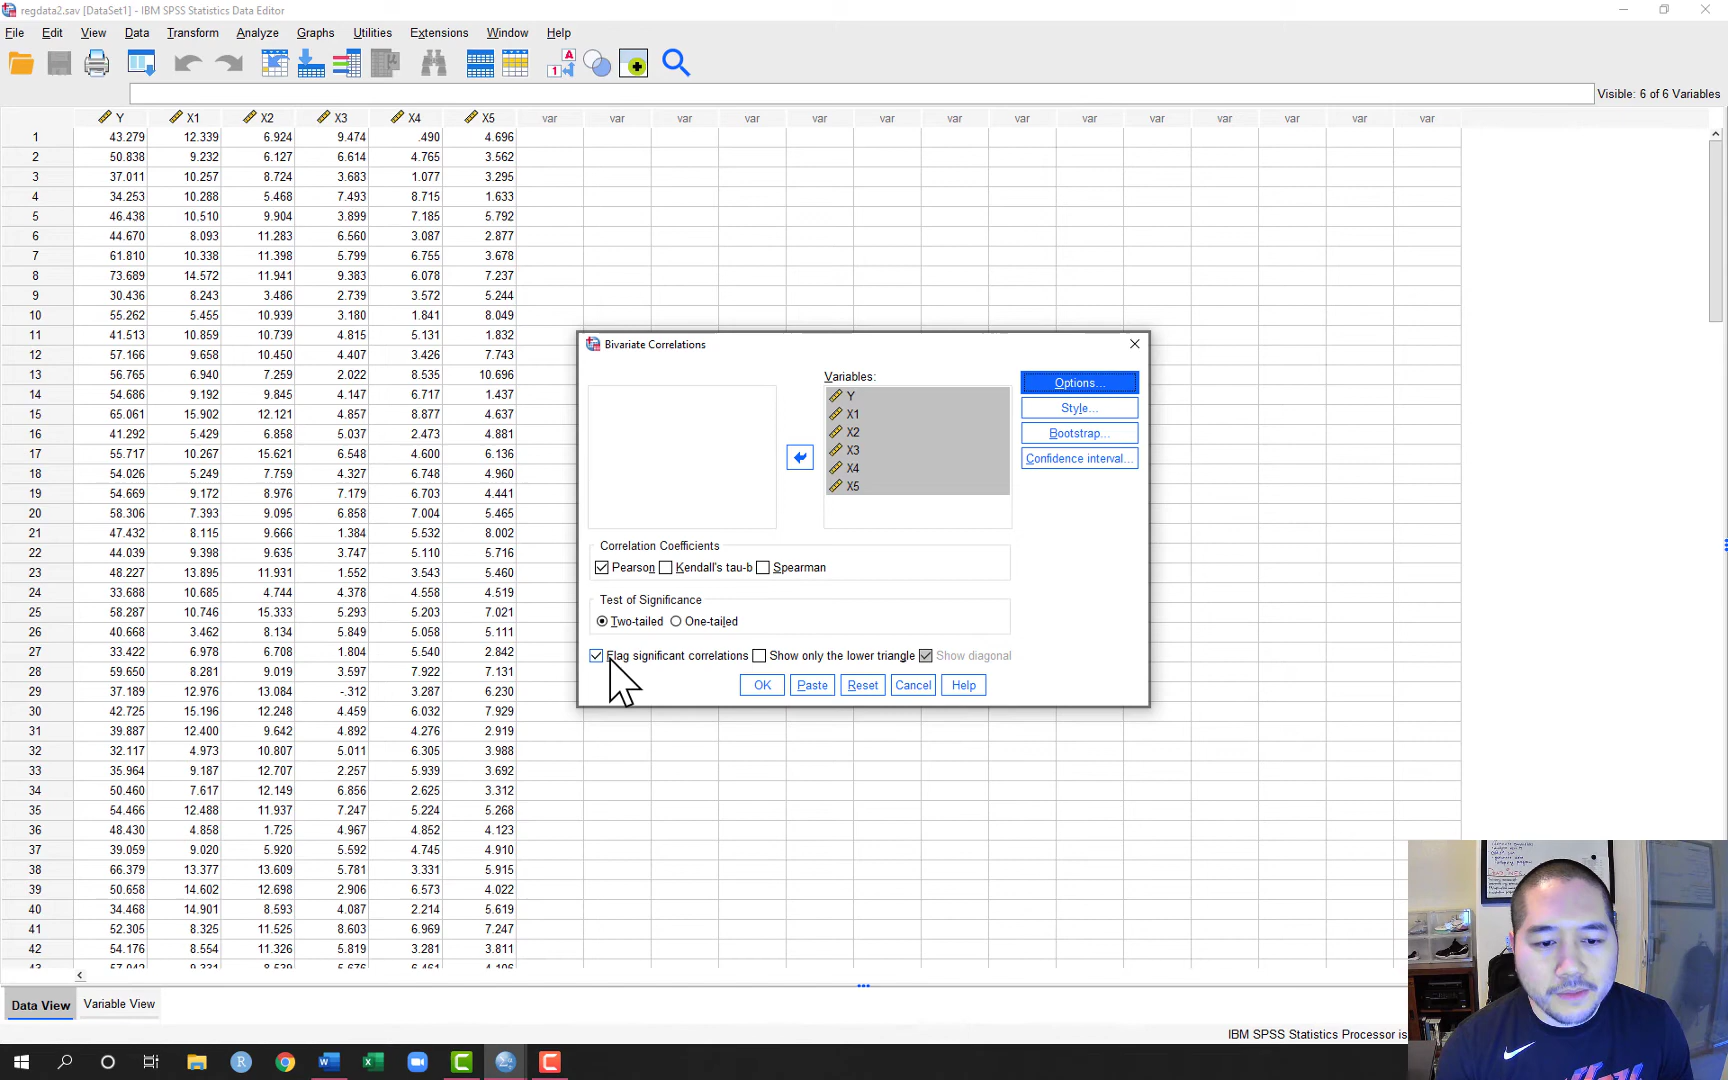 regdata2.sav [DataSet1] - IBM SPSS Statistics Data Editor
File Edit View Data Transform Analyze Graphs Utilities Extensions Window Help
Visible: 6 of 6 Variables
Y X1 X2 X3 X4 X5 var var var var var var var var var var var var var var
1 43.279 12.339 6.924 9.474 .490 4.696
2 50.838 9.232 6.127 6.614 4.765 3.562
3 37.011 10.257 8.724 3.683 1.077 3.295
4 34.253 10.288 5.468 7.493 8.715 1.633
5 46.438 10.510 9.904 3.899 7.185 5.792
6 44.670 8.093 11.283 6.560 3.087 2.877
7 61.810 10.338 11.398 5.799 6.755 3.678
8 73.689 14.572 11.941 9.383 6.078 7.237
9 30.436 8.243 3.486 2.739 3.572 5.244
10 55.262 5.455 10.939 3.180 1.841 8.049
11 41.513 10.859 10.739 4.815 5.131 1.832
12 57.166 9.658 10.450 4.407 3.426 7.743
13 56.765 6.940 7.259 2.022 8.535 10.696
14 54.686 9.192 9.845 4.147 6.717 1.437
15 65.061 15.902 12.121 4.857 8.877 4.637
16 41.292 5.429 6.858 5.037 2.473 4.881
17 55.717 10.267 15.621 6.548 4.600 6.136
18 54.026 5.249 7.759 4.327 6.748 4.960
19 54.669 9.172 8.976 7.179 6.703 4.441
20 58.306 7.393 9.095 6.858 7.004 5.465
21 47.432 8.115 9.666 1.384 5.532 8.002
22 44.039 9.398 9.635 3.747 5.110 5.716
23 48.227 13.895 11.931 1.552 3.543 5.460
24 33.688 10.685 4.744 4.378 4.558 4.519
25 58.287 10.746 15.333 5.293 5.203 7.021
26 40.668 3.462 8.134 5.849 5.058 5.111
27 33.422 6.978 6.708 1.804 5.540 2.842
28 59.650 8.281 9.019 3.597 7.922 7.131
29 37.189 12.976 13.084 -.312 3.287 6.230
30 42.725 15.196 12.248 4.459 6.032 7.929
31 39.887 12.400 9.642 4.892 4.276 2.919
32 32.117 4.973 10.807 5.011 6.305 3.988
33 35.964 9.187 12.707 2.257 5.939 3.692
34 50.460 7.617 12.149 6.856 2.625 3.312
35 54.466 12.488 11.937 7.247 5.224 5.268
36 48.430 4.858 1.725 4.967 4.852 4.123
37 39.059 9.020 5.920 5.592 4.745 4.910
38 66.379 13.377 13.609 5.781 3.331 5.915
39 50.658 14.602 12.698 2.906 6.573 4.022
40 34.468 14.901 8.593 4.087 2.214 5.619
41 52.305 8.325 11.525 8.603 6.969 7.247
42 54.176 8.554 11.326 5.819 3.281 3.811
Bivariate Correlations
Variables:
Y
X1
X2
X3
X4
X5
Options...
Style...
Bootstrap...
Confidence interval...
Correlation Coefficients
Pearson Kendall's tau-b Spearman
Test of Significance
Two-tailed One-tailed
Flag significant correlations Show only the lower triangle Show diagonal
OK Paste Reset Cancel Help
Data View Variable View
IBM SPSS Statistics Processor is